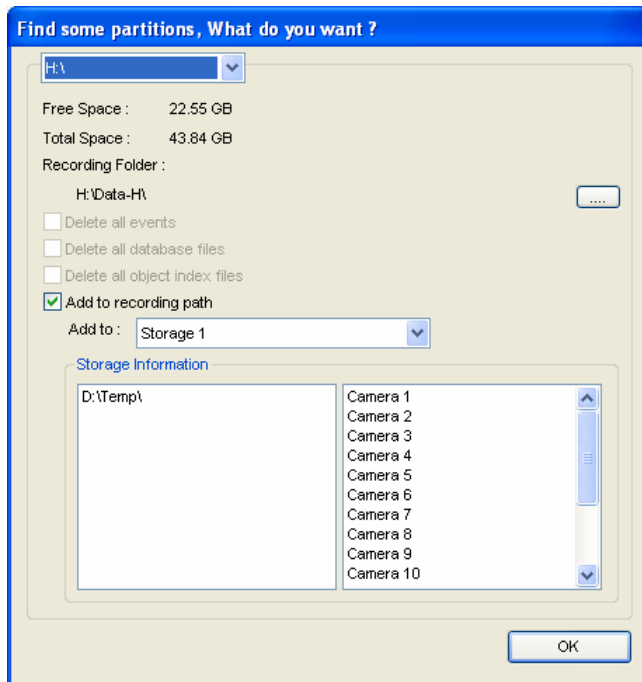 Find some partitions, What do you want ?
H:\
Free Space : 22.55 GB
Total Space : 43.84 GB
Recording Folder :
H:\Data-H\
....
Delete all events
Delete all database files
Delete all object index files
Add to recording path
Add to : Storage 1
Storage Information
D:\Temp\
Camera 1
Camera 2
Camera 3
Camera 4
Camera 5
Camera 6
Camera 7
Camera 8
Camera 9
Camera 10
OK